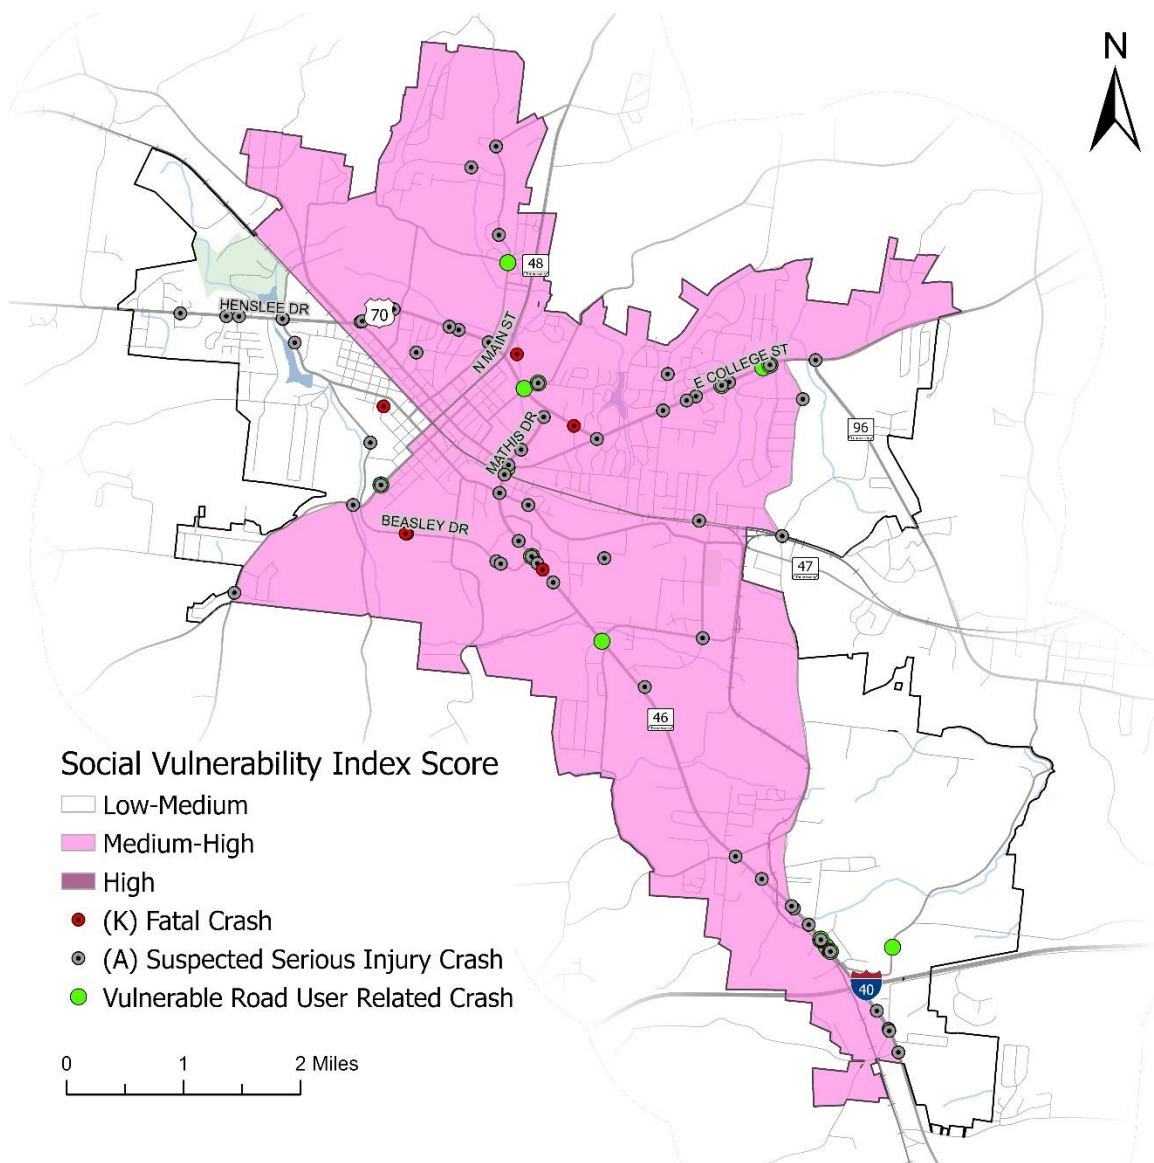 N
48
HENSLEE DR
70
N MAIN ST
E COLLEGE ST
96
MATHIS DR
BEASLEY DR
47
46
Social Vulnerability Index Score
Low-Medium
Medium-High
High
(K) Fatal Crash
(A) Suspected Serious Injury Crash
Vulnerable Road User Related Crash
40
0 1 2 Miles